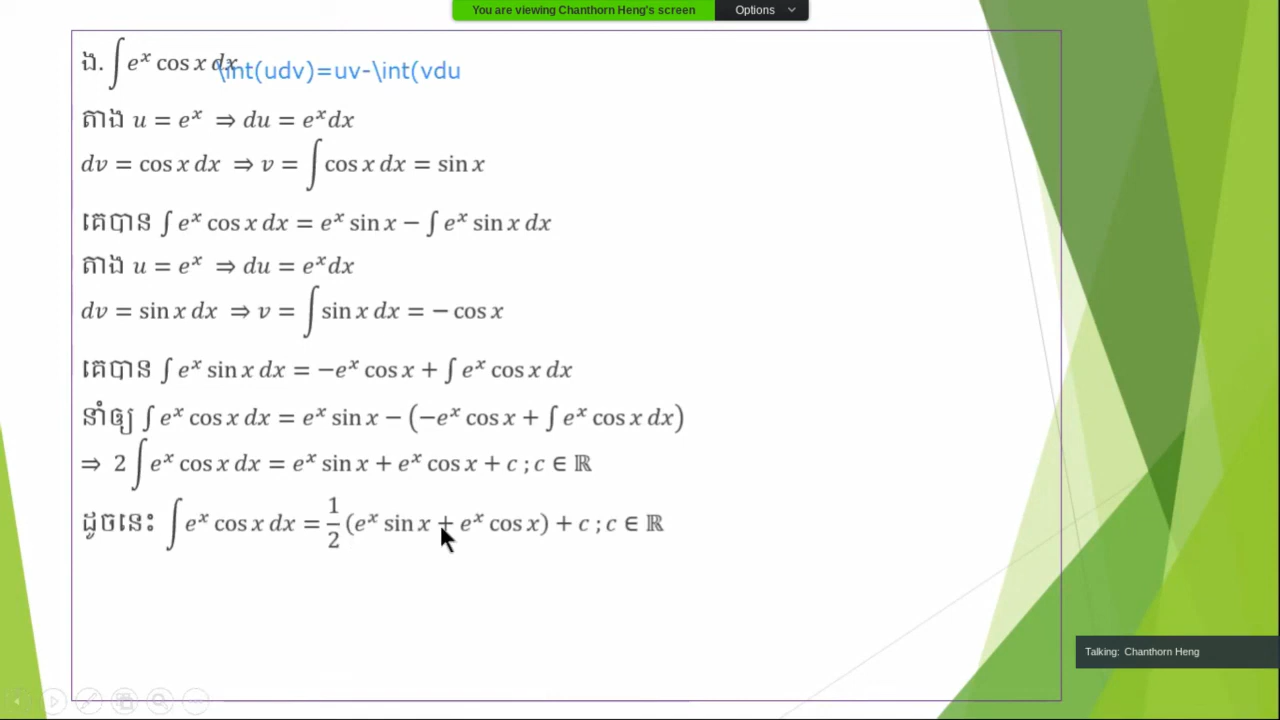 You are viewing Chanthorn Heng's screen Options
ង. ∫ eˣ cos x dx \int(udv)=uv-\int(vdu
តាង u = eˣ ⇒ du = eˣdx
dv = cos x dx ⇒ v = ∫ cos x dx = sin x
គេបាន ∫ eˣ cos x dx = eˣ sin x − ∫ eˣ sin x dx
តាង u = eˣ ⇒ du = eˣdx
dv = sin x dx ⇒ v = ∫ sin x dx = − cos x
គេបាន ∫ eˣ sin x dx = −eˣ cos x + ∫ eˣ cos x dx
នាំឲ្យ ∫ eˣ cos x dx = eˣ sin x − (−eˣ cos x + ∫ eˣ cos x dx)
⇒ 2 ∫ eˣ cos x dx = eˣ sin x + eˣ cos x + c ; c ∈ ℝ
ដូចនេះ ∫ eˣ cos x dx = 1/2 (eˣ sin x + eˣ cos x) + c ; c ∈ ℝ
Talking: Chanthorn Heng